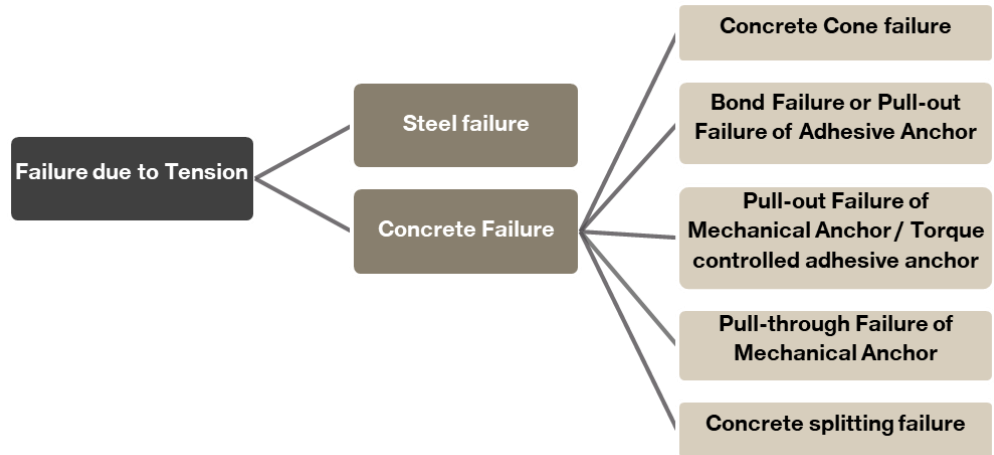 Failure due to Tension
Steel failure
Concrete Failure
Concrete Cone failure
Bond Failure or Pull-out
Failure of Adhesive Anchor
Pull-out Failure of
Mechanical Anchor / Torque
controlled adhesive anchor
Pull-through Failure of
Mechanical Anchor
Concrete splitting failure